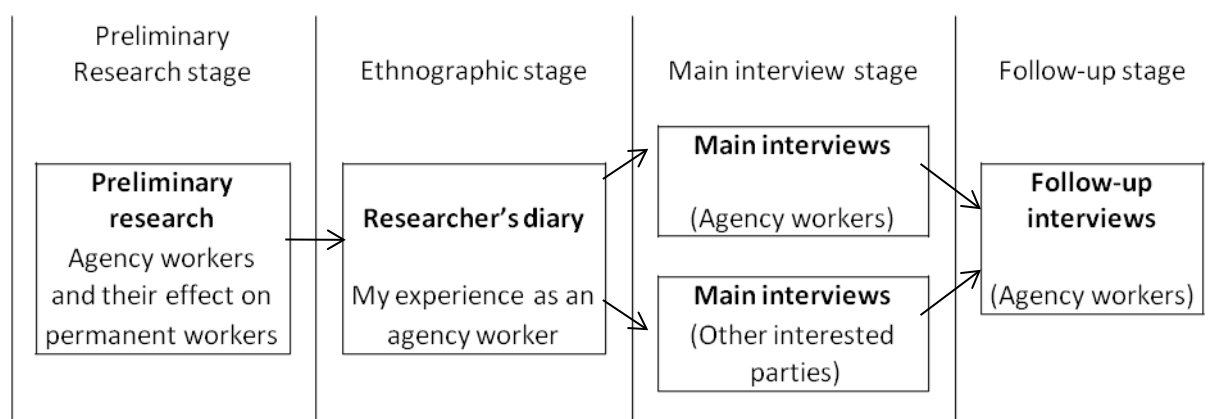 Preliminary
Research stage
Ethnographic stage
Main interview stage
Follow-up stage
Preliminary
research
Agency workers
and their effect on
permanent workers
Researcher's diary
My experience as an
agency worker
Main interviews
(Agency workers)
Main interviews
(Other interested
parties)
Follow-up
interviews
(Agency workers)